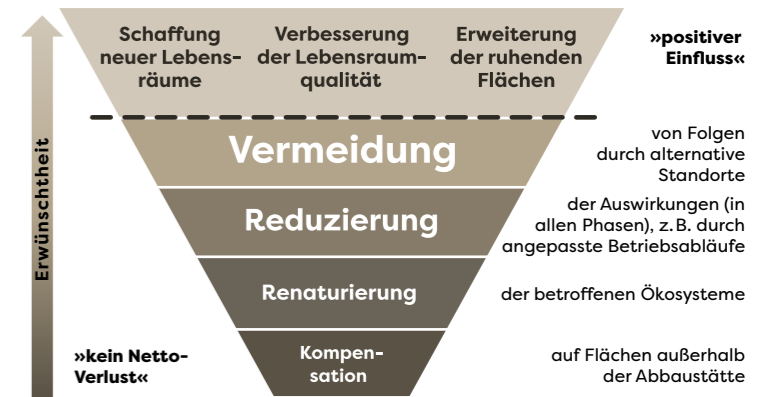 Schaffung
neuer Lebens-
räume
Verbesserung
der Lebensraum-
qualität
Erweiterung
der ruhenden
Flächen
»positiver
Einfluss«
Erwünschtheit
Vermeidung
von Folgen
durch alternative
Standorte
Reduzierung
der Auswirkungen (in
allen Phasen), z. B. durch
angepasste Betriebsabläufe
Renaturierung
der betroffenen Ökosysteme
»kein Netto-
Verlust«
Kompen-
sation
auf Flächen außerhalb
der Abbaustätte